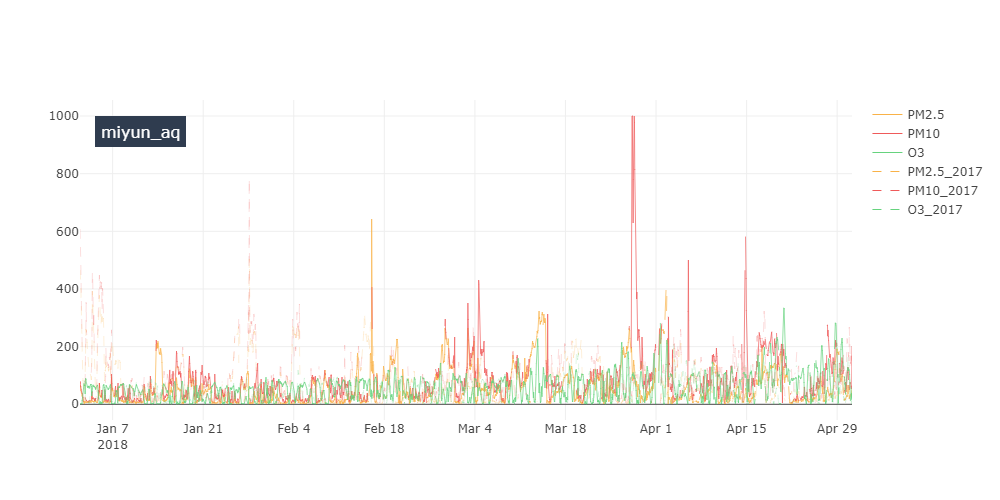 miyun_aq
1000
800
600
400
200
0
Jan 7
2018
Jan 21
Feb 4
Feb 18
Mar 4
Mar 18
Apr 1
Apr 15
Apr 29
PM2.5
PM10
O3
PM2.5_2017
PM10_2017
O3_2017